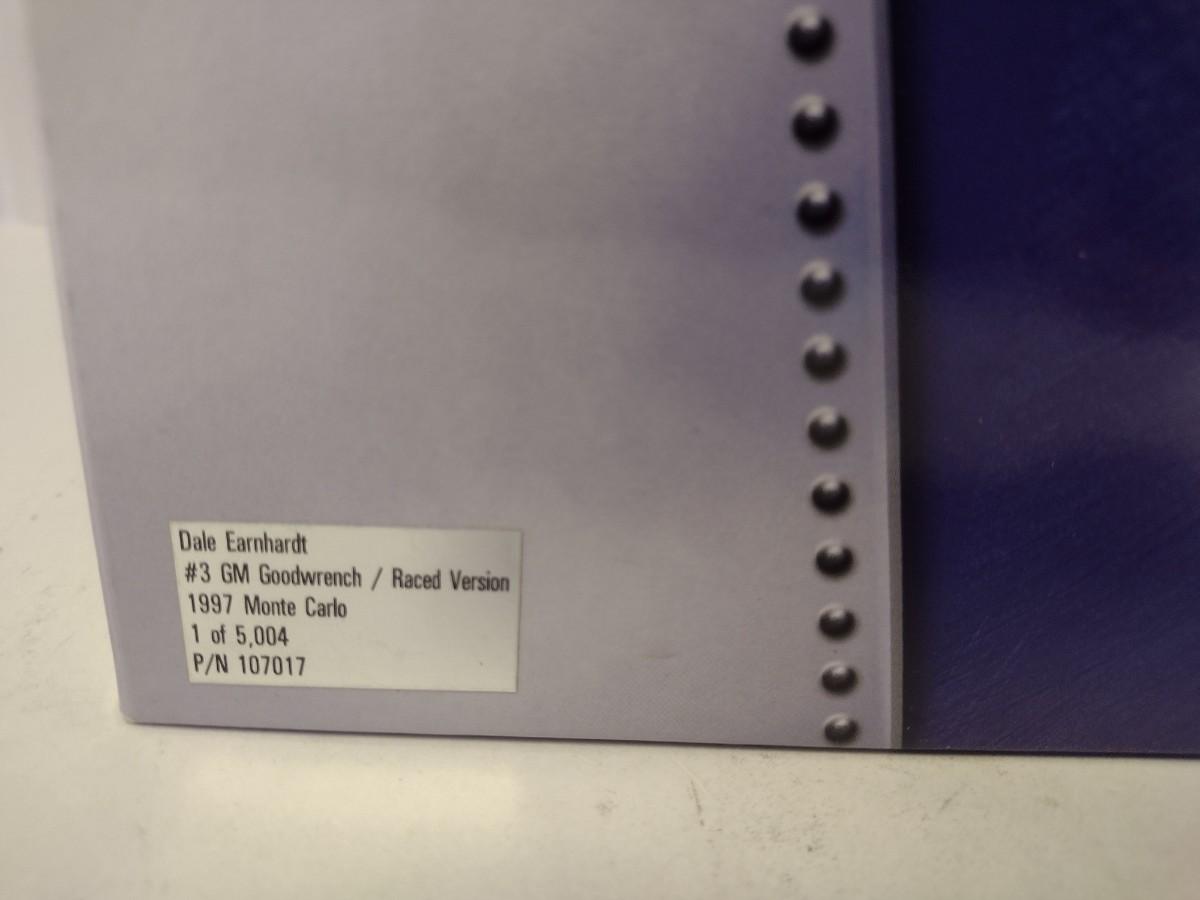 Dale Earnhardt
#3 GM Goodwrench / Raced Version
1997 Monte Carlo
1 of 5,004
P/N 107017